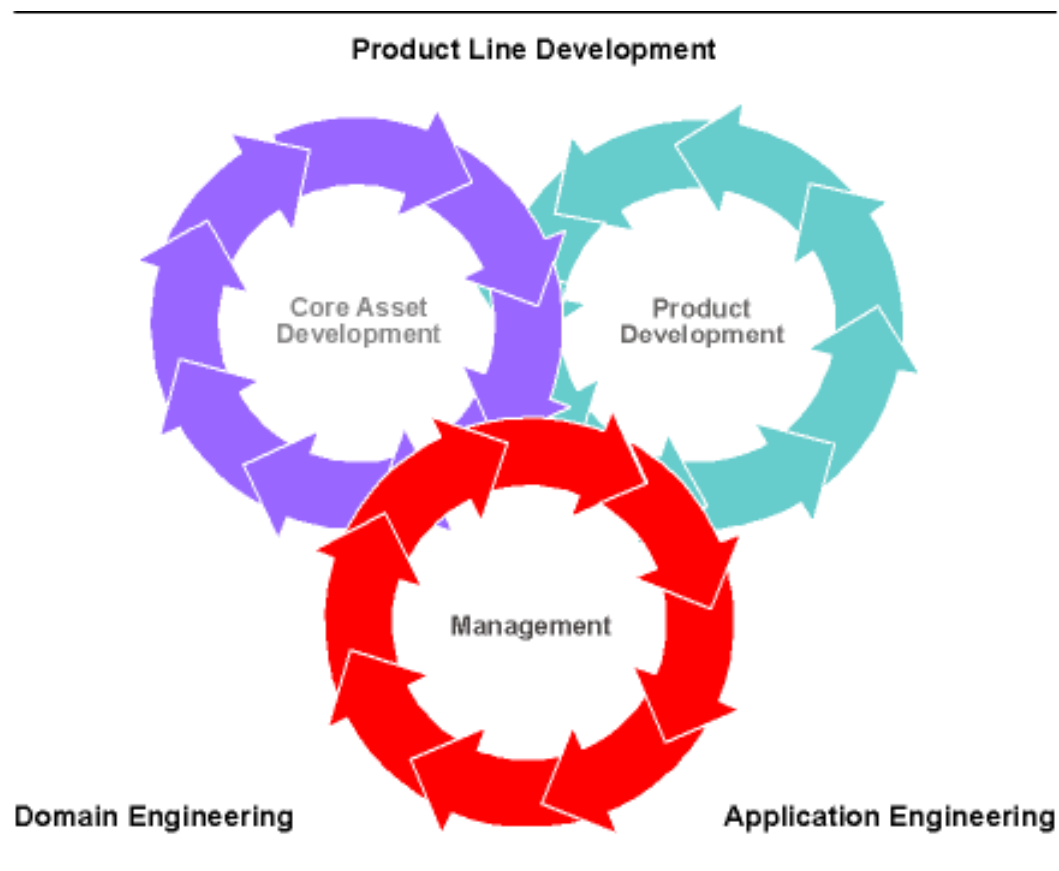 Product Line Development
Core Asset
Development
Product
Development
Management
Domain Engineering
Application Engineering